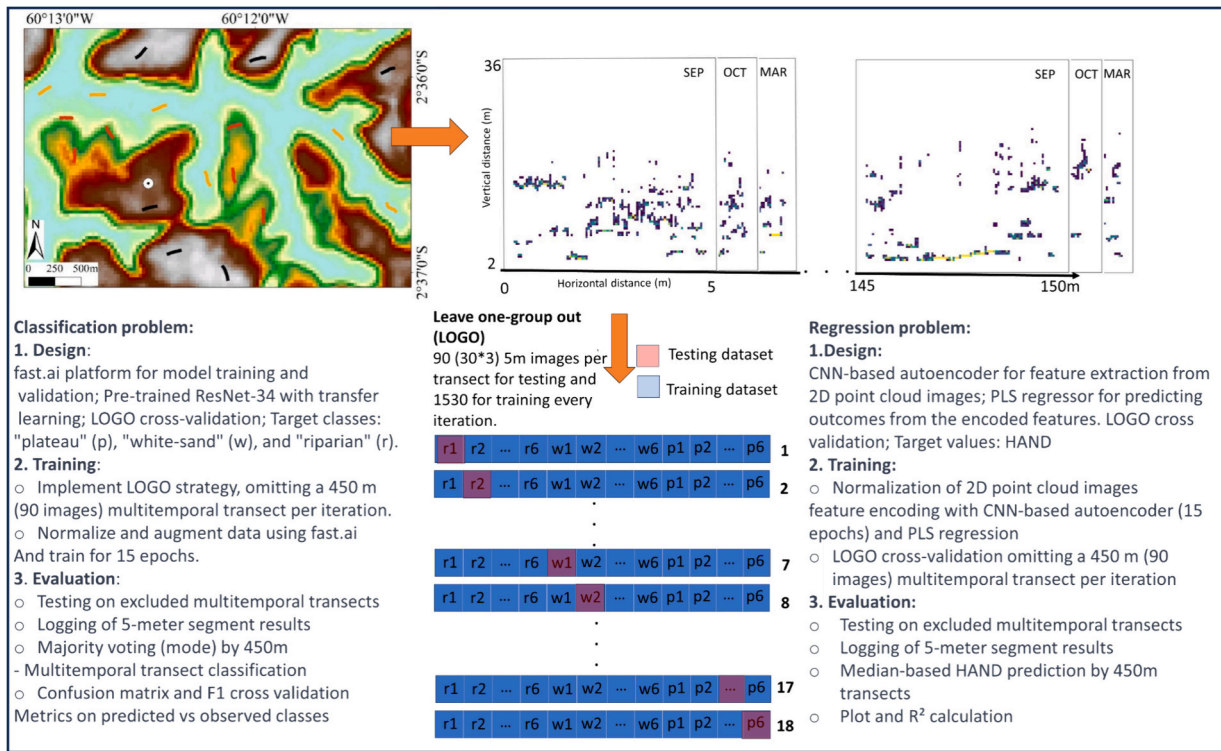 60°13'0"W
60°12'0"W
2°36'0"S
2°37'0"S
N
0
250
500m
36
Vertical distance (m)
2
SEP
OCT
MAR
0
Horizontal distance (m)
5
. . .
SEP
OCT
MAR
145
150m
Classification problem:
1. Design:
fast.ai platform for model training and
validation; Pre-trained ResNet-34 with transfer
learning; LOGO cross-validation; Target classes:
"plateau" (p), "white-sand" (w), and "riparian" (r).
2. Training:
○ Implement LOGO strategy, omitting a 450 m
(90 images) multitemporal transect per iteration.
○ Normalize and augment data using fast.ai
And train for 15 epochs.
3. Evaluation:
○ Testing on excluded multitemporal transects
○ Logging of 5-meter segment results
○ Majority voting (mode) by 450m
- Multitemporal transect classification
○ Confusion matrix and F1 cross validation
Metrics on predicted vs observed classes
Leave one-group out
(LOGO)
90 (30*3) 5m images per
transect for testing and
1530 for training every
iteration.
Testing dataset
Training dataset
r1 r2 ... r6 w1 w2 ... w6 p1 p2 ... p6 1
r1 r2 ... r6 w1 w2 ... w6 p1 p2 ... p6 2
r1 r2 ... r6 w1 w2 ... w6 p1 p2 ... p6 7
r1 r2 ... r6 w1 w2 ... w6 p1 p2 ... p6 8
r1 r2 ... r6 w1 w2 ... w6 p1 p2 ... p6 17
r1 r2 ... r6 w1 w2 ... w6 p1 p2 ... p6 18
Regression problem:
1.Design:
CNN-based autoencoder for feature extraction from
2D point cloud images; PLS regressor for predicting
outcomes from the encoded features. LOGO cross
validation; Target values: HAND
2. Training:
○ Normalization of 2D point cloud images
feature encoding with CNN-based autoencoder (15
epochs) and PLS regression
○ LOGO cross-validation omitting a 450 m (90
images) multitemporal transect per iteration
3. Evaluation:
○ Testing on excluded multitemporal transects
○ Logging of 5-meter segment results
○ Median-based HAND prediction by 450m
transects
○ Plot and R² calculation